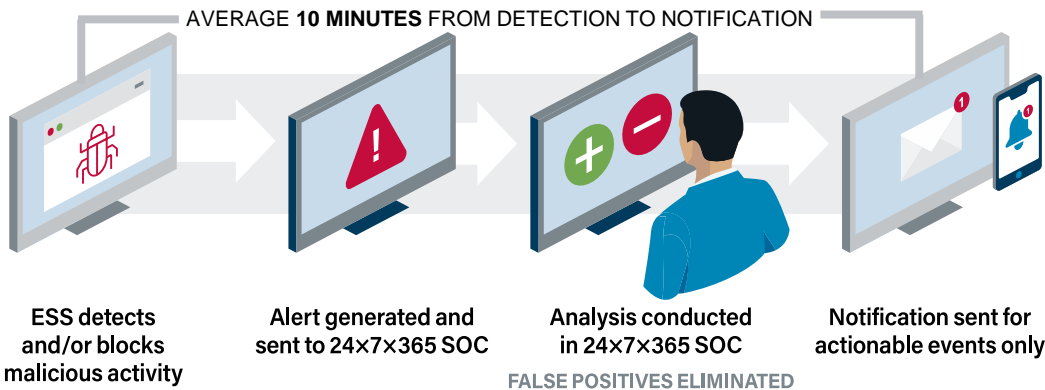 AVERAGE 10 MINUTES FROM DETECTION TO NOTIFICATION
!
1
1
ESS detects
and/or blocks
malicious activity
Alert generated and
sent to 24×7×365 SOC
Analysis conducted
in 24×7×365 SOC
FALSE POSITIVES ELIMINATED
Notification sent for
actionable events only